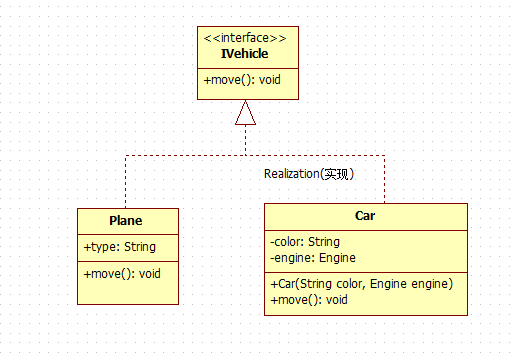 <<interface>>
IVehicle
+move(): void
Realization(实现)
Plane
+type: String
+move(): void
Car
-color: String
-engine: Engine
+Car(String color, Engine engine)
+move(): void